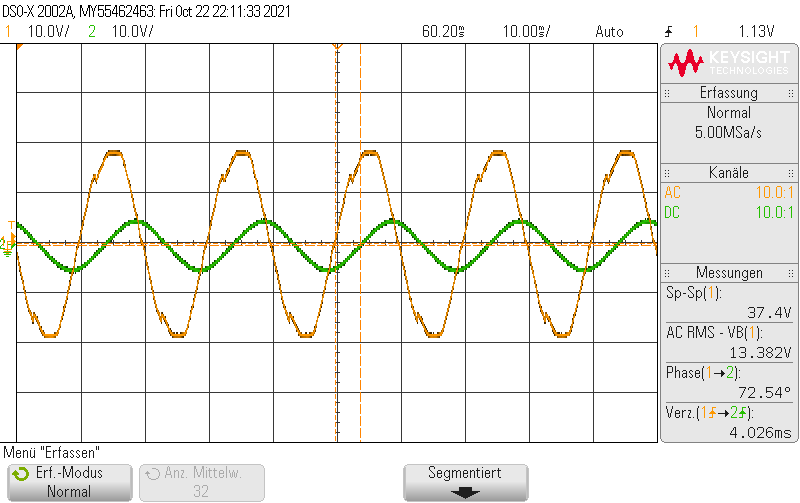 DSO-X 2002A, MY55462463: Fri Oct 22 22:11:33 2021
1 10.0V/ 2 10.0V/ 60.20s 10.00s/ Auto 1 1.13V
KEYSIGHT
TECHNOLOGIES
Erfassung
Normal
5.00MSa/s
Kanäle
AC 10.0:1
DC 10.0:1
Messungen
Sp-Sp(1):
37.4V
AC RMS - VB(1):
13.382V
Phase(1→2):
72.54°
Verz.(1→2):
4.026ms
T
2
Menü "Erfassen"
Erf.-Modus
Normal
Anz. Mittelw.
32
Segmentiert